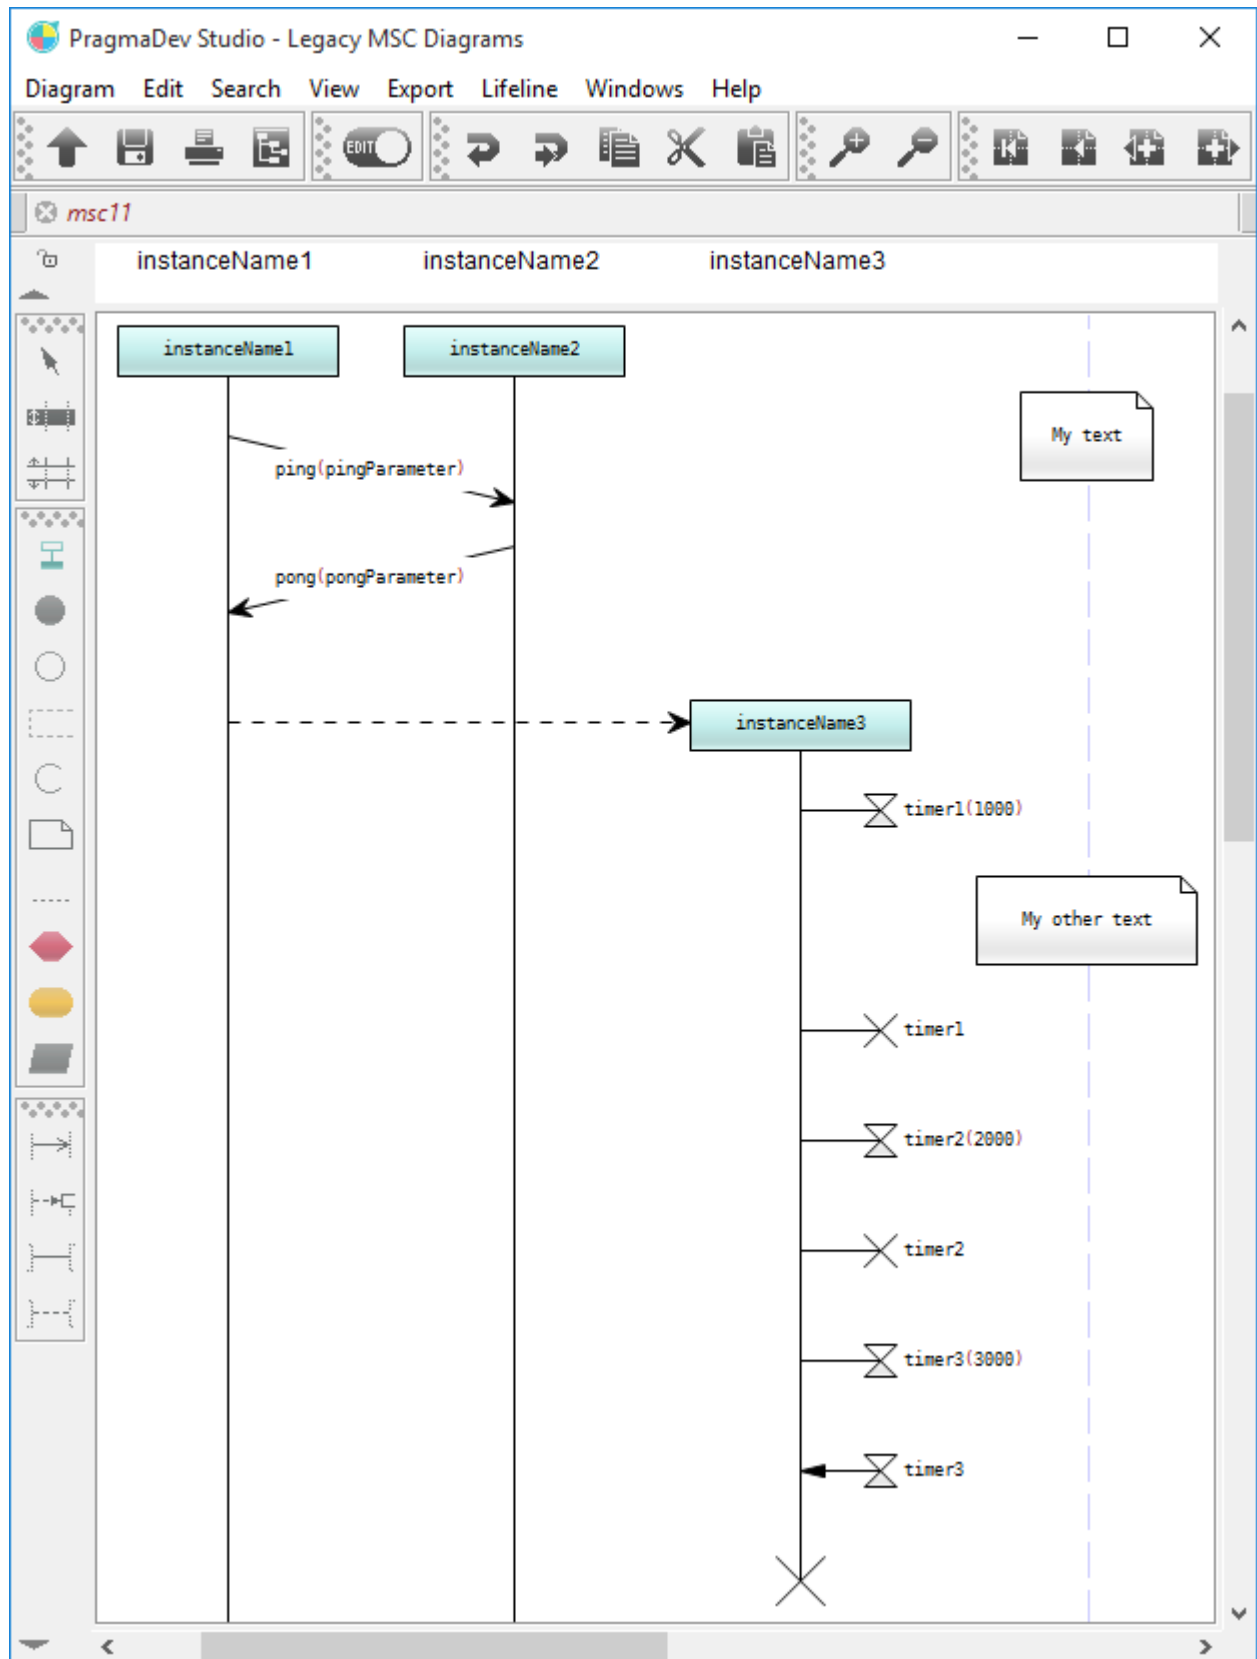 PragmaDev Studio - Legacy MSC Diagrams
Diagram Edit Search View Export Lifeline Windows Help
EDIT
msc11
instanceName1 instanceName2 instanceName3
instanceName1 instanceName2
My text
ping(pingParameter)
pong(pongParameter)
instanceName3
timer1(1000)
My other text
timer1
timer2(2000)
timer2
timer3(3000)
timer3